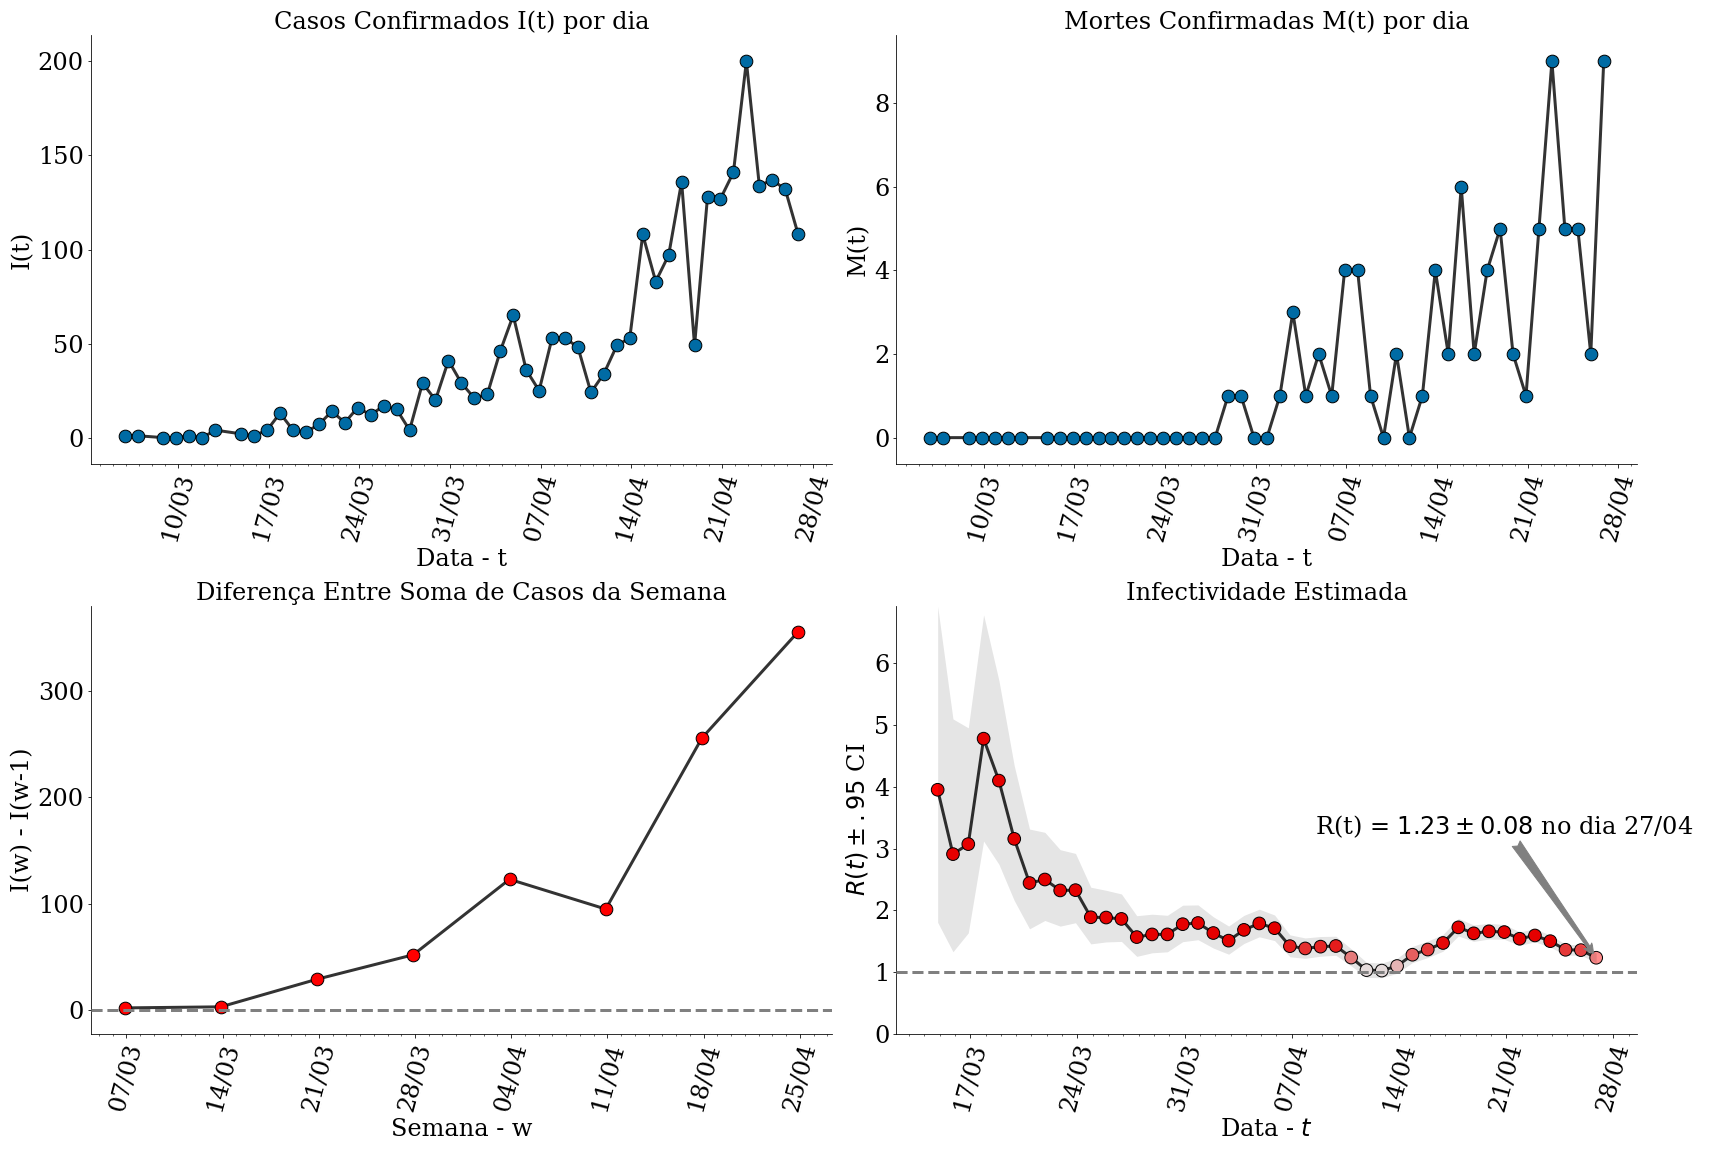 Casos Confirmados I(t) por dia
I(t)
200
150
100
50
0
10/03 17/03 24/03 31/03 07/04 14/04 21/04 28/04
Data - t
Mortes Confirmadas M(t) por dia
M(t)
8
6
4
2
0
10/03 17/03 24/03 31/03 07/04 14/04 21/04 28/04
Data - t
Diferença Entre Soma de Casos da Semana
I(w) - I(w-1)
300
200
100
0
07/03 14/03 21/03 28/03 04/04 11/04 18/04 25/04
Semana - w
Infectividade Estimada
R(t) ± .95 CI
6
5
4
3
2
1
0
R(t) = 1.23 ± 0.08 no dia 27/04
17/03 24/03 31/03 07/04 14/04 21/04 28/04
Data - t